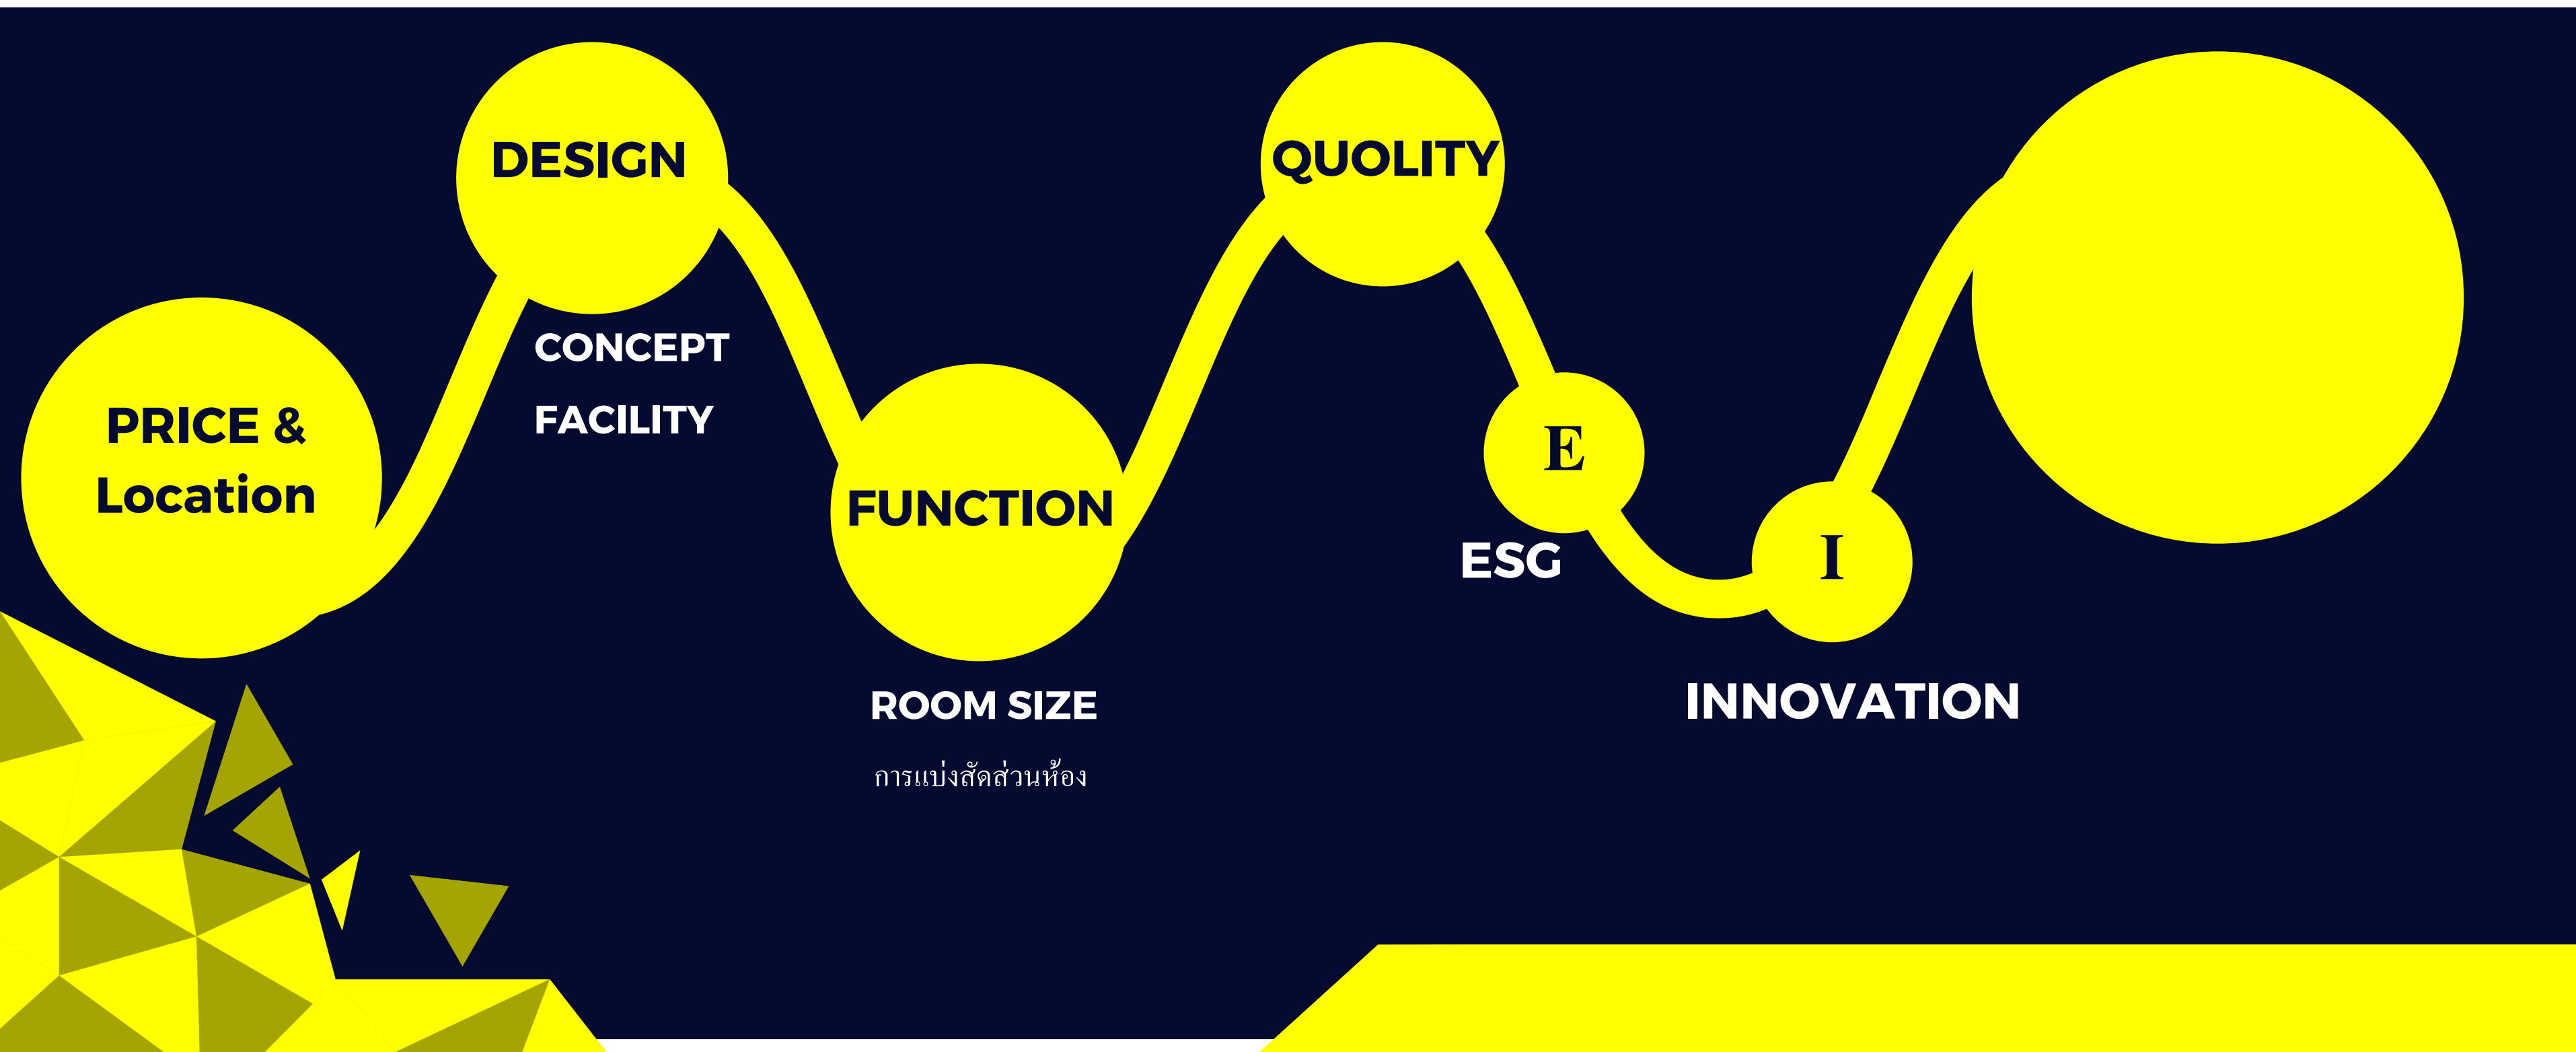 PRICE &
Location
DESIGN
CONCEPT
FACILITY
FUNCTION
ROOM SIZE
การแบ่งสัดส่วนห้อง
QUOLITY
E
ESG
I
INNOVATION